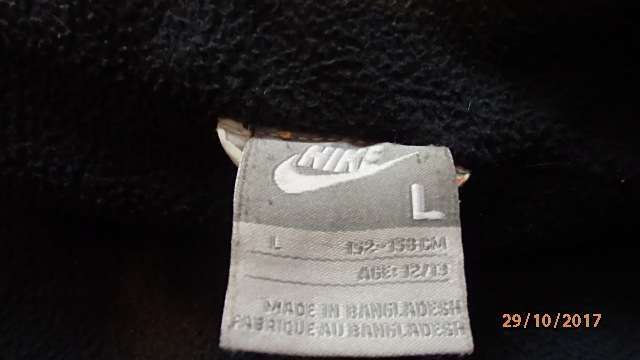 NIKE
L
L 152-158 CM
AGE: 12/13
MADE IN BANGLADESH
FABRIQUE AU BANGLADESH
29/10/2017